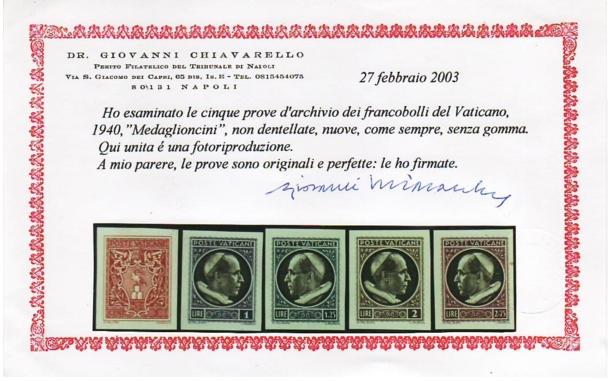 DR. GIOVANNI CHIAVARELLO
PERITO FILATELICO DEL TRIBUNALE DI NAPOLI
VIA S. GIACOMO DEI CAPRI, 65 BIS, IS. E - TEL. 0815454075
80131 NAPOLI
27 febbraio 2003
Ho esaminato le cinque prove d'archivio dei francobolli del Vaticano,
1940,"Medaglioncini", non dentellate, nuove, come sempre, senza gomma.
Qui unita é una fotoriproduzione.
A mio parere, le prove sono originali e perfette: le ho firmate.
POSTE VATICANE POSTE VATICANE POSTE VATICANE POSTE VATICANE
LIRE 1 LIRE 1.25 LIRE 2 LIRE 2.75